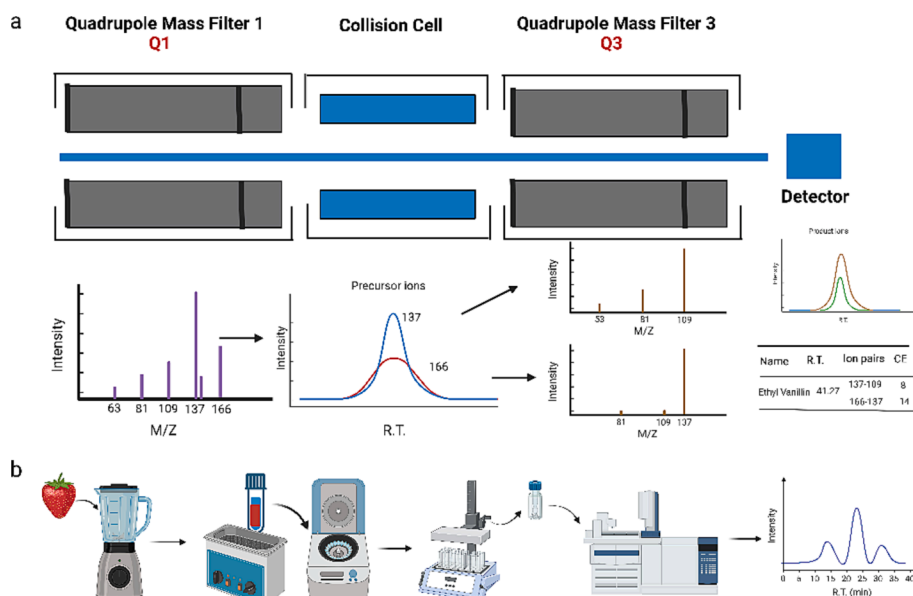 a
Quadrupole Mass Filter 1
Q1
Collision Cell
Quadrupole Mass Filter 3
Q3
Detector
Intensity
63 81 109 137 166
M/Z
Precursor ions
137
166
Intensity
R.T.
Intensity
53 81 109
M/Z
Intensity
81 109 137
M/Z
Product ions
Intensity
R.T.
Name R.T. Ion pairs CE
Ethyl Vanillin 41.27 137-109 8
166-137 14
b
Intensity
0 5 10 15 20 25 30 35 40
R.T. (min)